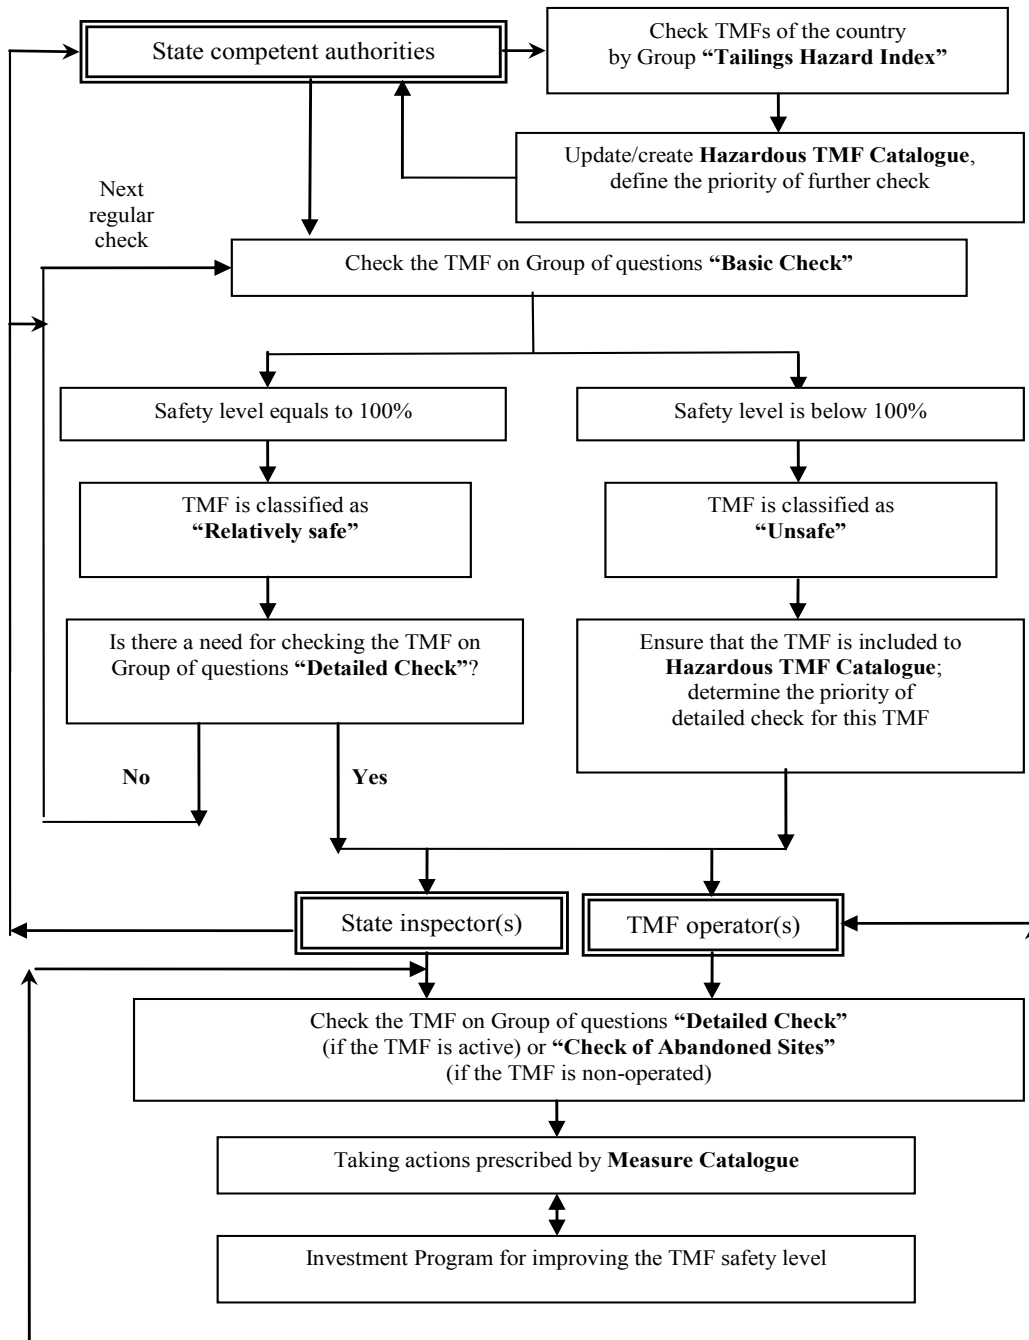 State competent authorities
Check TMFs of the country
by Group “Tailings Hazard Index”
Update/create Hazardous TMF Catalogue,
define the priority of further check
Next
regular
check
Check the TMF on Group of questions “Basic Check”
Safety level equals to 100%
Safety level is below 100%
TMF is classified as
“Relatively safe”
TMF is classified as
“Unsafe”
Is there a need for checking the TMF on
Group of questions “Detailed Check”?
Ensure that the TMF is included to
Hazardous TMF Catalogue;
determine the priority of
detailed check for this TMF
No
Yes
State inspector(s)
TMF operator(s)
Check the TMF on Group of questions “Detailed Check”
(if the TMF is active) or “Check of Abandoned Sites”
(if the TMF is non-operated)
Taking actions prescribed by Measure Catalogue
Investment Program for improving the TMF safety level